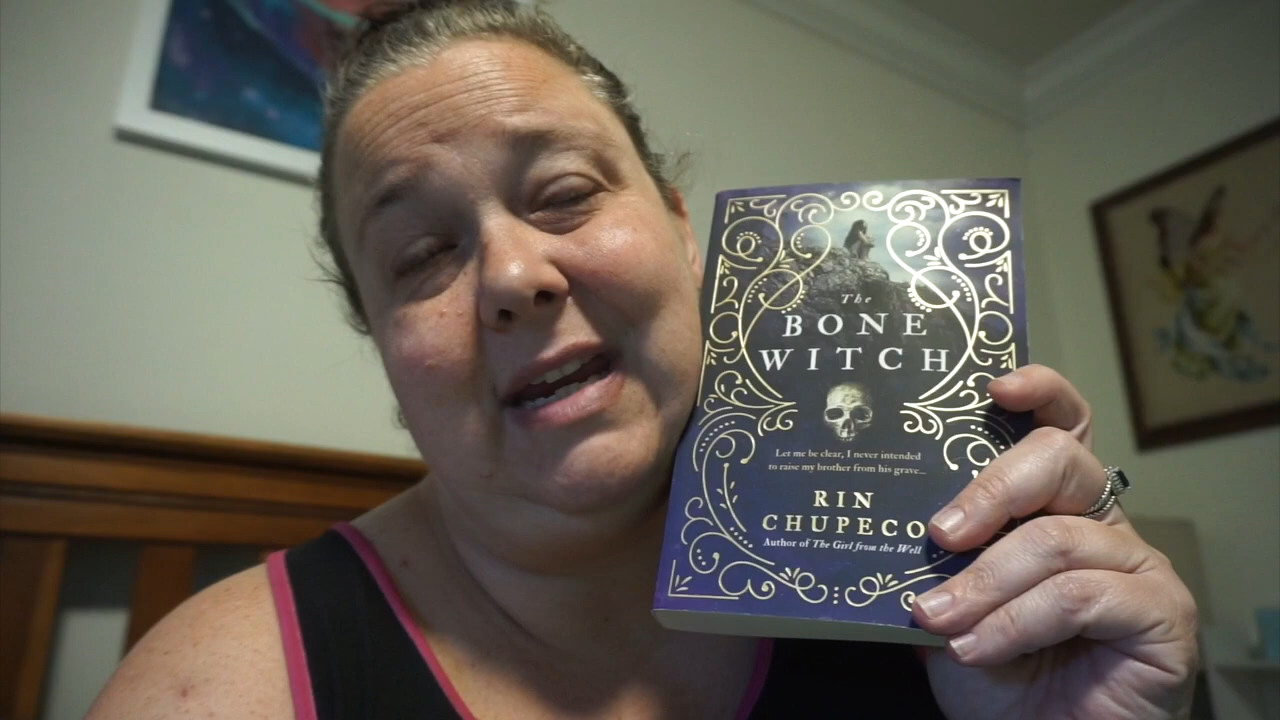 The
BONE
WITCH
Let me be clear, I never intended
to raise my brother from his grave...
RIN
CHUPECO
Author of The Girl from the Well